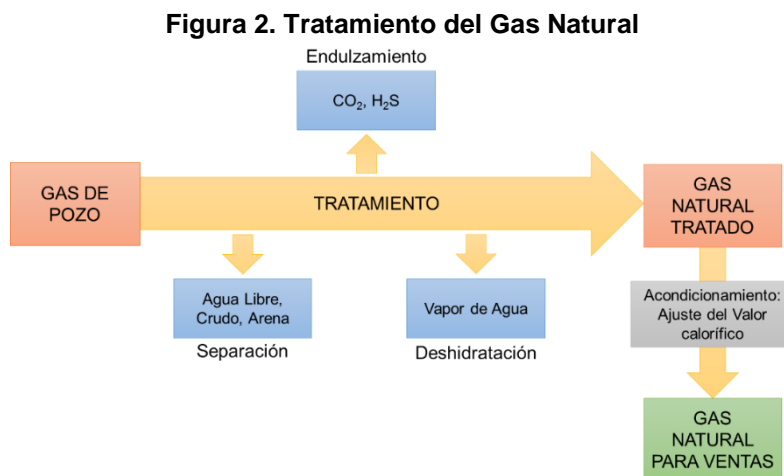 Figura 2. Tratamiento del Gas Natural
Endulzamiento
CO₂, H₂S
GAS DE
POZO
TRATAMIENTO
GAS
NATURAL
TRATADO
Agua Libre,
Crudo, Arena
Separación
Vapor de Agua
Deshidratación
Acondicionamiento:
Ajuste del Valor
calorífico
GAS
NATURAL
PARA VENTAS